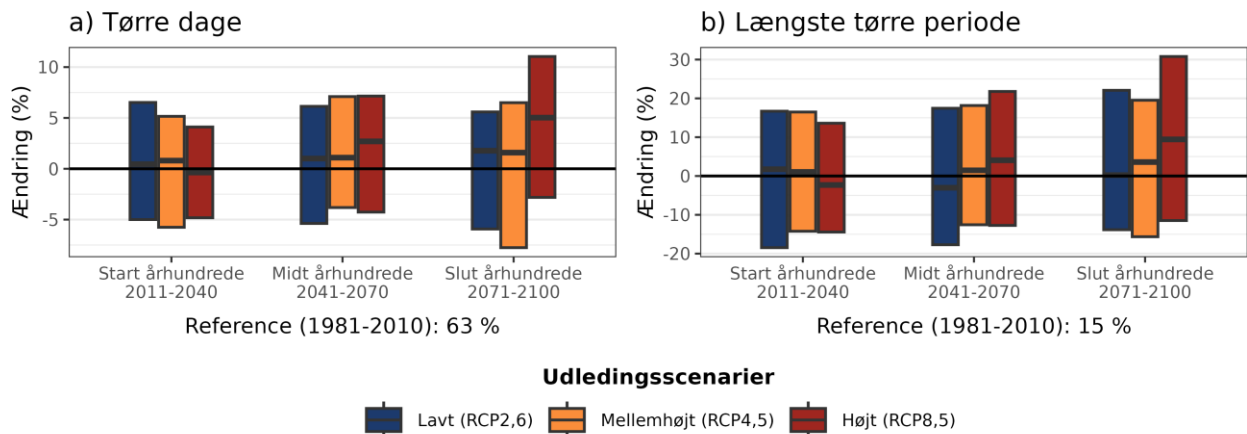 a) Tørre dage
Ændring (%)
10
5
0
-5
Start århundrede
2011-2040
Midt århundrede
2041-2070
Slut århundrede
2071-2100
Reference (1981-2010): 63 %
b) Længste tørre periode
Ændring (%)
30
20
10
0
-10
-20
Start århundrede
2011-2040
Midt århundrede
2041-2070
Slut århundrede
2071-2100
Reference (1981-2010): 15 %
Udledingsscenarier
Lavt (RCP2,6)
Mellemhøjt (RCP4,5)
Højt (RCP8,5)